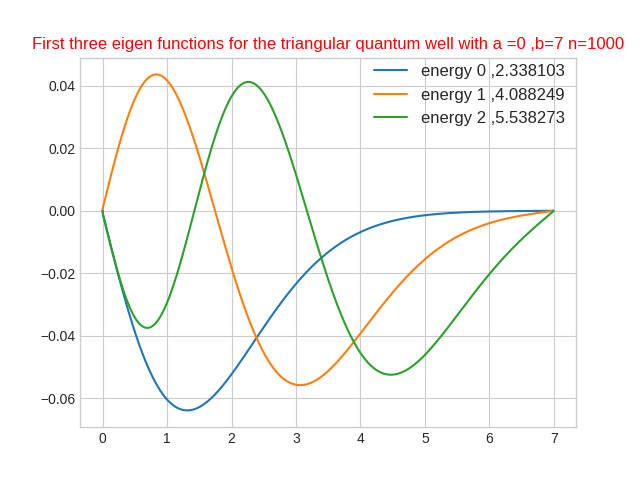 First three eigen functions for the triangular quantum well with a =0 ,b=7 n=1000
energy 0 ,2.338103
energy 1 ,4.088249
energy 2 ,5.538273
0.04
0.02
0.00
−0.02
−0.04
−0.06
0 1 2 3 4 5 6 7